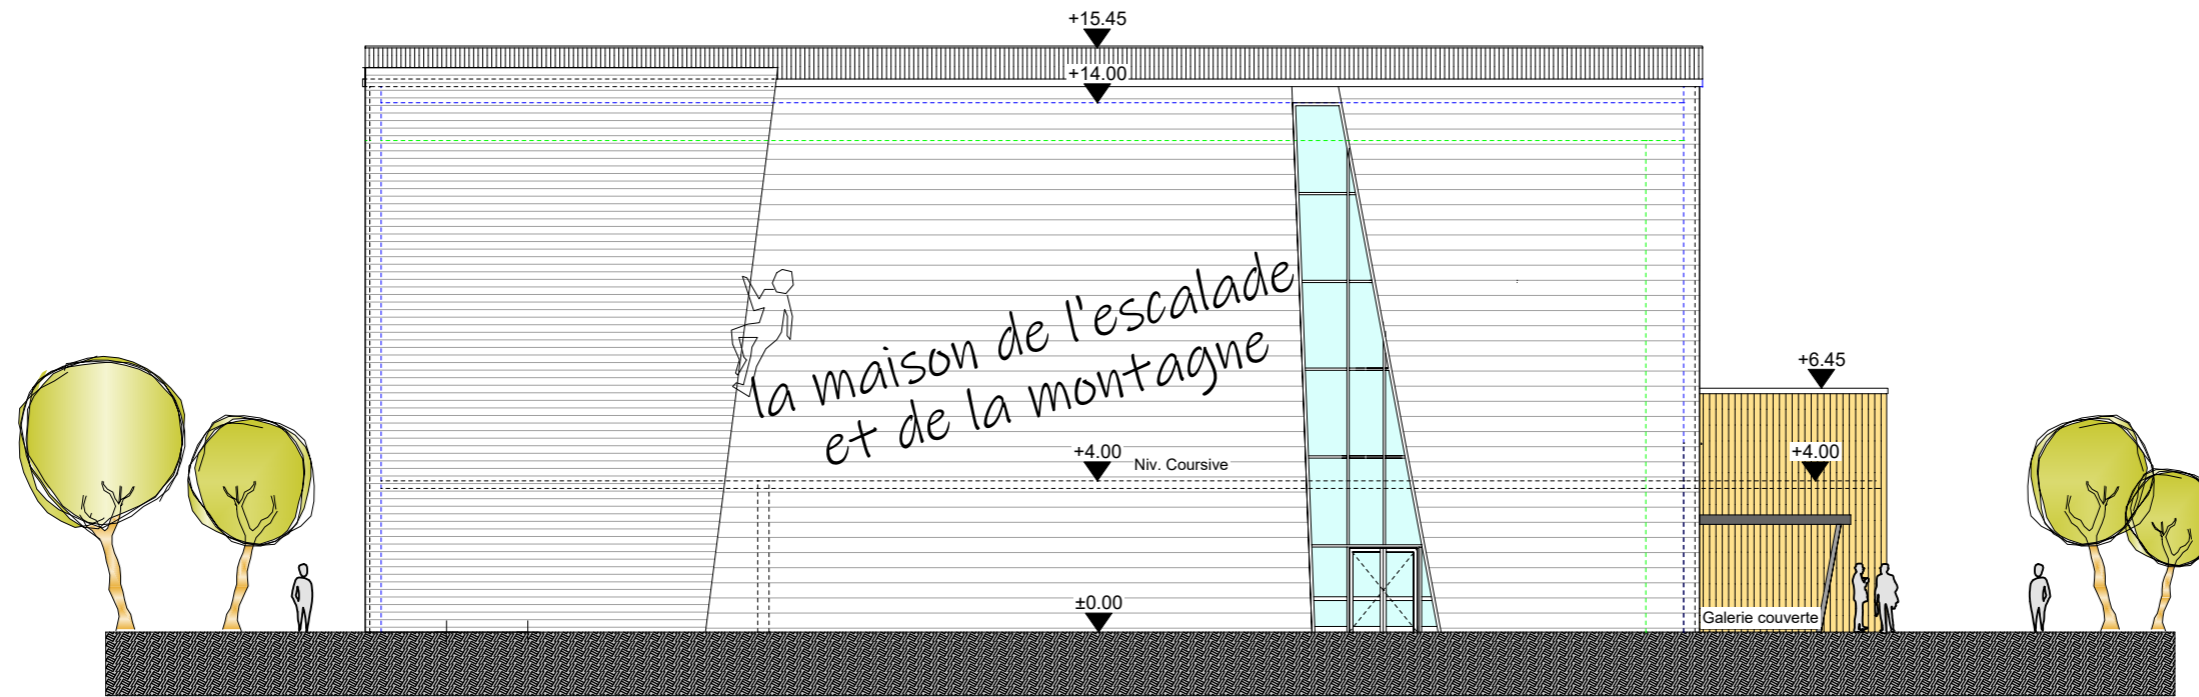 +15.45
+14.00
la maison de l'escalade
et de la montagne
+6.45
+4.00
Niv. Coursive
+4.00
±0.00
Galerie couverte